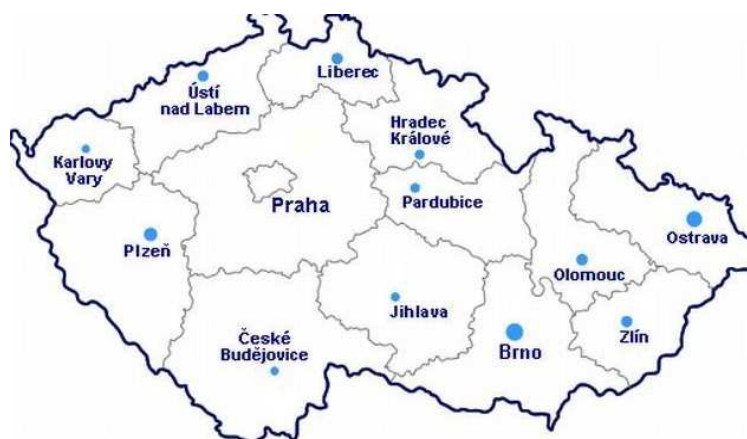 Liberec
Ústí
nad Labem
Hradec
Králové
Karlovy
Vary
Praha
Pardubice
Plzeň
Ostrava
Olomouc
Jihlava
České
Budějovice
Brno
Zlín